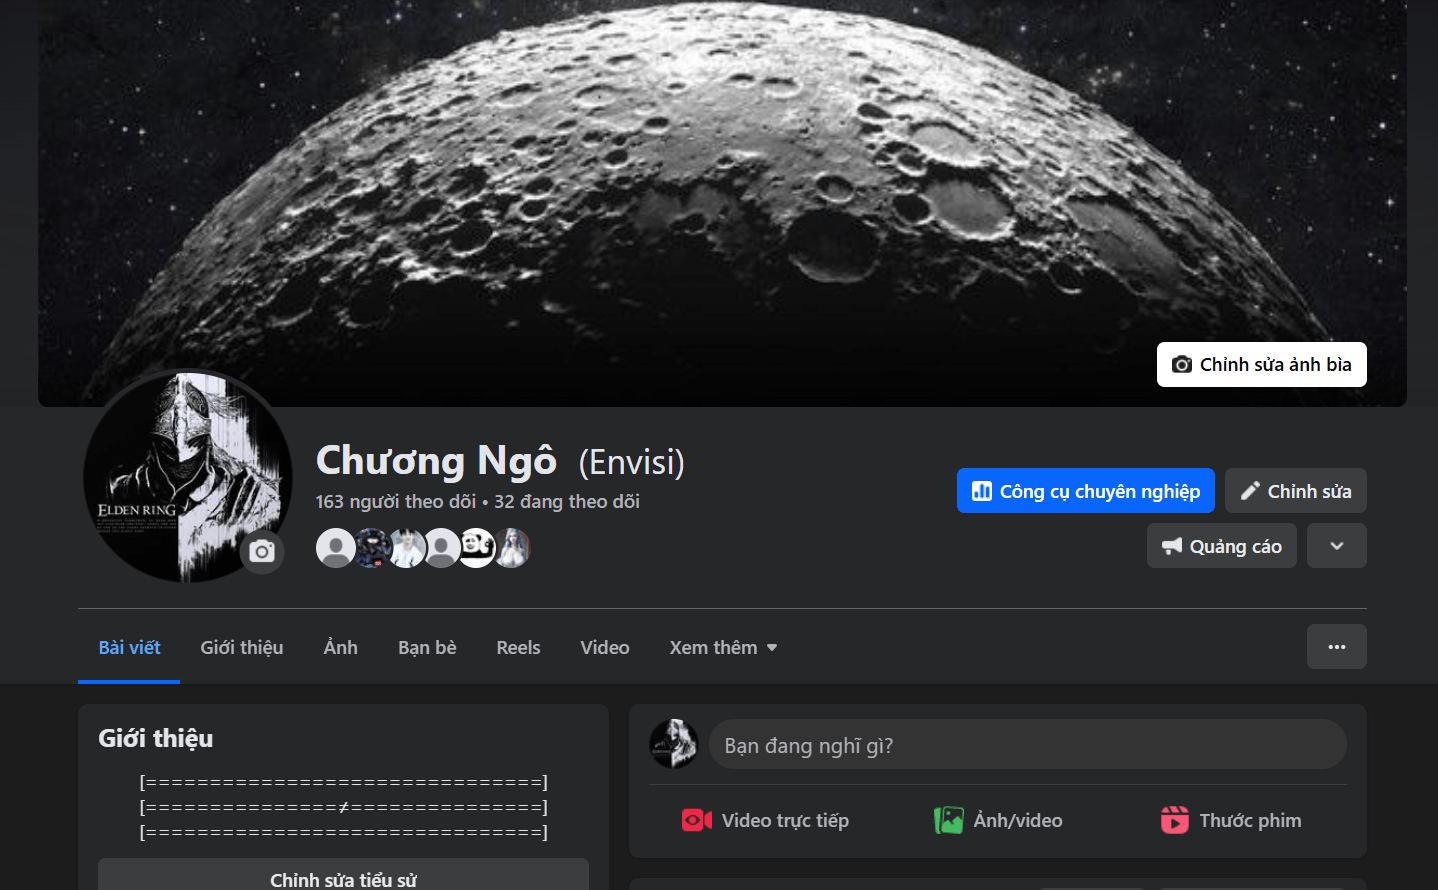 Chỉnh sửa ảnh bìa
ELDEN RING
Chương Ngô (Envisi)
163 người theo dõi • 32 đang theo dõi
Công cụ chuyên nghiệp
Chỉnh sửa
Quảng cáo
Bài viết Giới thiệu Ảnh Bạn bè Reels Video Xem thêm
Giới thiệu
[===============================]
[===============/===============]
[===============================]
Chỉnh sửa tiểu sử
Bạn đang nghĩ gì?
Video trực tiếp Ảnh/video Thước phim